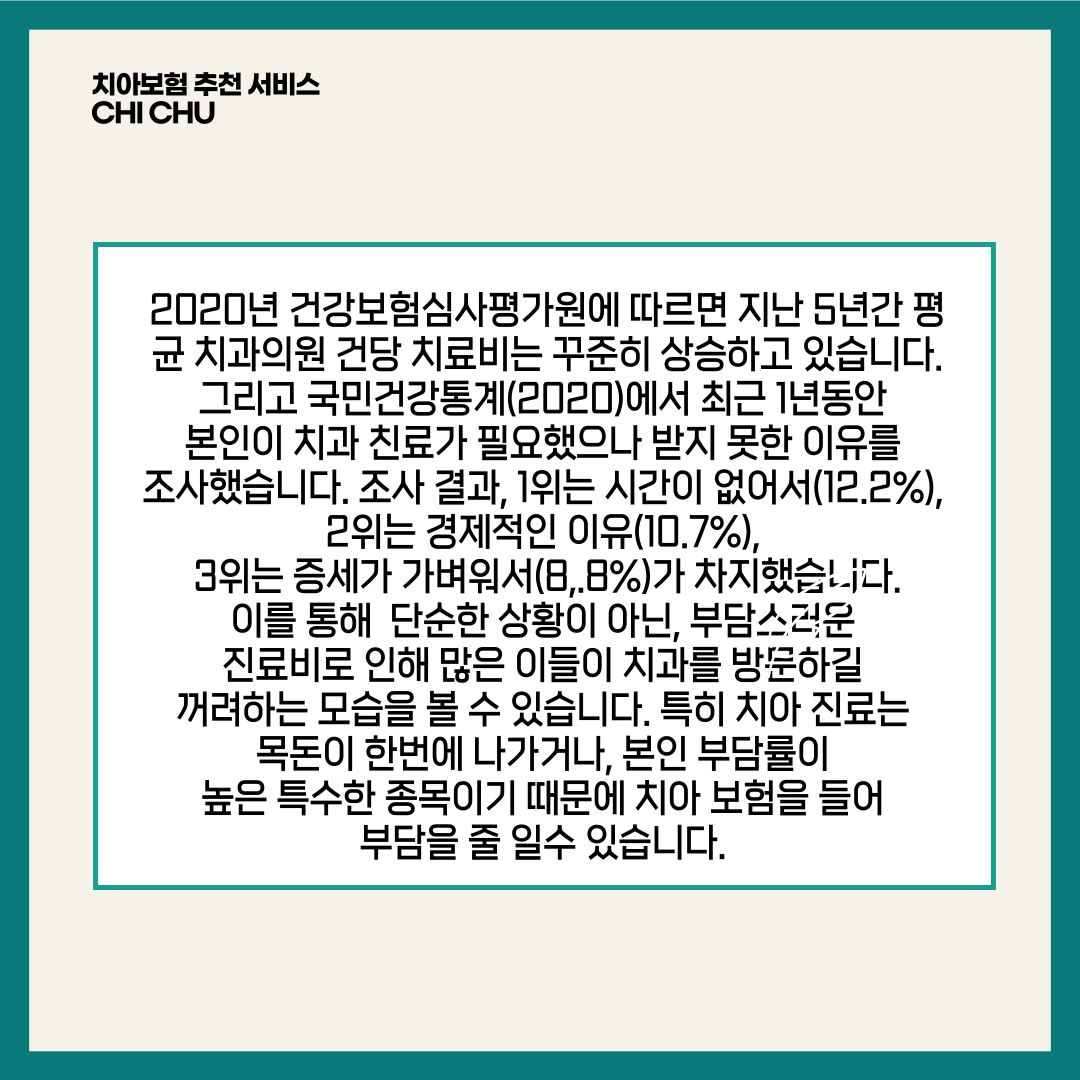 치아보험 추천 서비스
CHI CHU
2020년 건강보험심사평가원에 따르면 지난 5년간 평
균 치과의원 건당 치료비는 꾸준히 상승하고 있습니다.
그리고 국민건강통계(2020)에서 최근 1년동안
본인이 치과 친료가 필요했으나 받지 못한 이유를
조사했습니다. 조사 결과, 1위는 시간이 없어서(12.2%),
2위는 경제적인 이유(10.7%),
3위는 증세가 가벼워서(8,.8%)가 차지했습니다.
이를 통해 단순한 상황이 아닌, 부담스러운
진료비로 인해 많은 이들이 치과를 방문하길
꺼려하는 모습을 볼 수 있습니다. 특히 치아 진료는
목돈이 한번에 나가거나, 본인 부담률이
높은 특수한 종목이기 때문에 치아 보험을 들어
부담을 줄 일수 있습니다.